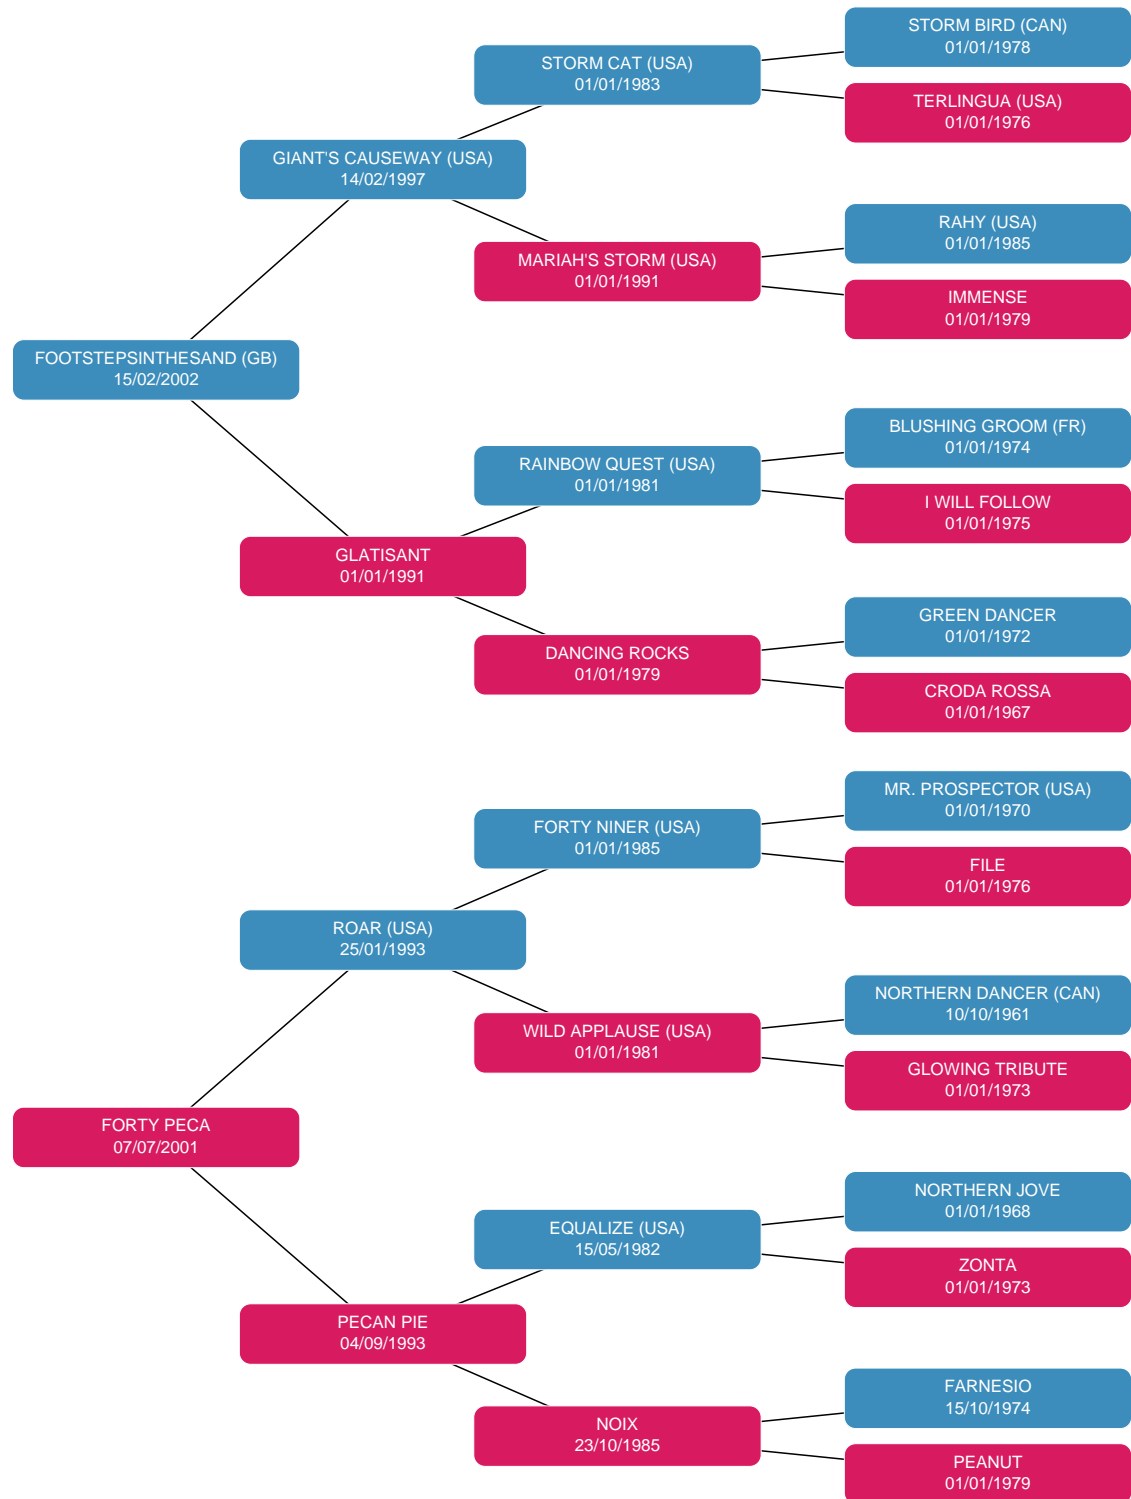 STORM BIRD (CAN)
01/01/1978
STORM CAT (USA)
01/01/1983
TERLINGUA (USA)
01/01/1976
GIANT'S CAUSEWAY (USA)
14/02/1997
RAHY (USA)
01/01/1985
MARIAH'S STORM (USA)
01/01/1991
IMMENSE
01/01/1979
FOOTSTEPSINTHESAND (GB)
15/02/2002
BLUSHING GROOM (FR)
01/01/1974
RAINBOW QUEST (USA)
01/01/1981
I WILL FOLLOW
01/01/1975
GLATISANT
01/01/1991
GREEN DANCER
01/01/1972
DANCING ROCKS
01/01/1979
CRODA ROSSA
01/01/1967
MR. PROSPECTOR (USA)
01/01/1970
FORTY NINER (USA)
01/01/1985
FILE
01/01/1976
ROAR (USA)
25/01/1993
NORTHERN DANCER (CAN)
10/10/1961
WILD APPLAUSE (USA)
01/01/1981
GLOWING TRIBUTE
01/01/1973
FORTY PECA
07/07/2001
NORTHERN JOVE
01/01/1968
EQUALIZE (USA)
15/05/1982
ZONTA
01/01/1973
PECAN PIE
04/09/1993
FARNESIO
15/10/1974
NOIX
23/10/1985
PEANUT
01/01/1979